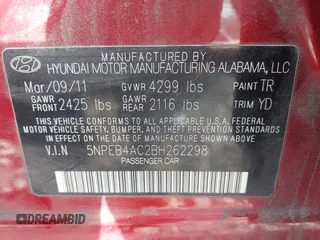 MANUFACTURED BY
HYUNDAI MOTOR MANUFACTURING ALABAMA, LLC
Mar/09/11 GVWR 4299 lbs PAINT TR
GAWR FRONT 2425 lbs GAWR REAR 2116 lbs TRIM YD
THIS VEHICLE CONFORMS TO ALL APPLICABLE U.S.
FEDERAL MOTOR VEHICLE SAFETY, BUMPER, AND THEFT
PREVENTION STANDARDS IN EFFECT ON THE DATE OF
MANUFACTURE SHOWN ABOVE.
V.I.N 5NPEB4AC2BH262298
PASSENGER CAR
DREAMBID